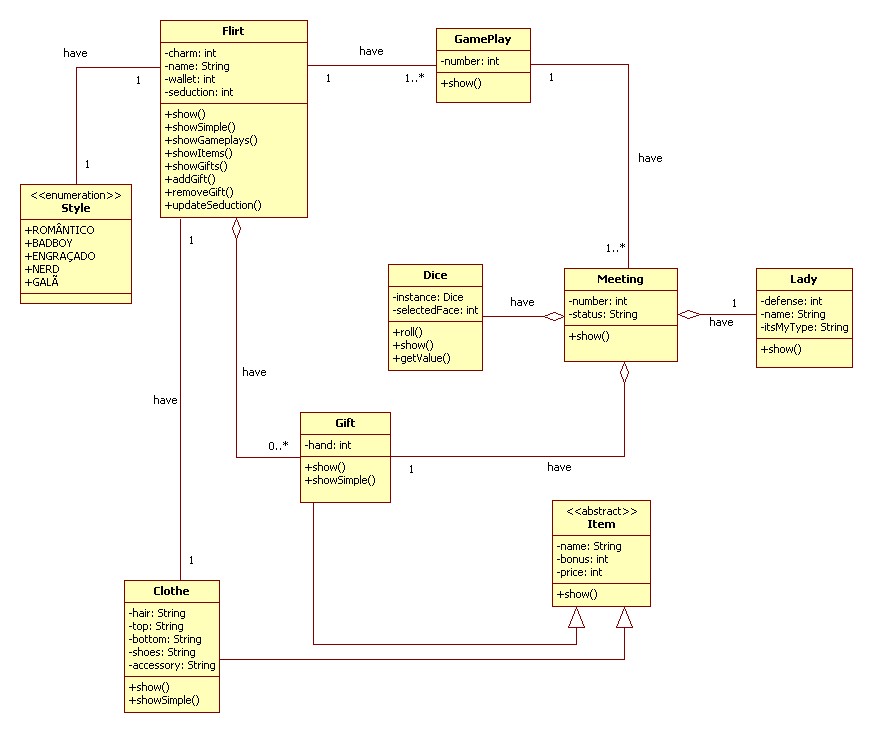 Flirt
-charm: int
-name: String
-wallet: int
-seduction: int
+show()
+showSimple()
+showGameplays()
+showItems()
+showGifts()
+addGift()
+removeGift()
+updateSeduction()
have
1
1
have
1
1..*
GamePlay
-number: int
+show()
1
have
1..*
<<enumeration>>
Style
+ROMÂNTICO
+BADBOY
+ENGRAÇADO
+NERD
+GALÃ
1
have
1
have
0..*
Dice
-instance: Dice
-selectedFace: int
+roll()
+show()
+getValue()
have
Meeting
-number: int
-status: String
+show()
1
have
Lady
-defense: int
-name: String
-itsMyType: String
+show()
Gift
-hand: int
+show()
+showSimple()
1
have
<<abstract>>
Item
-name: String
-bonus: int
-price: int
+show()
Clothe
-hair: String
-top: String
-bottom: String
-shoes: String
-accessory: String
+show()
+showSimple()